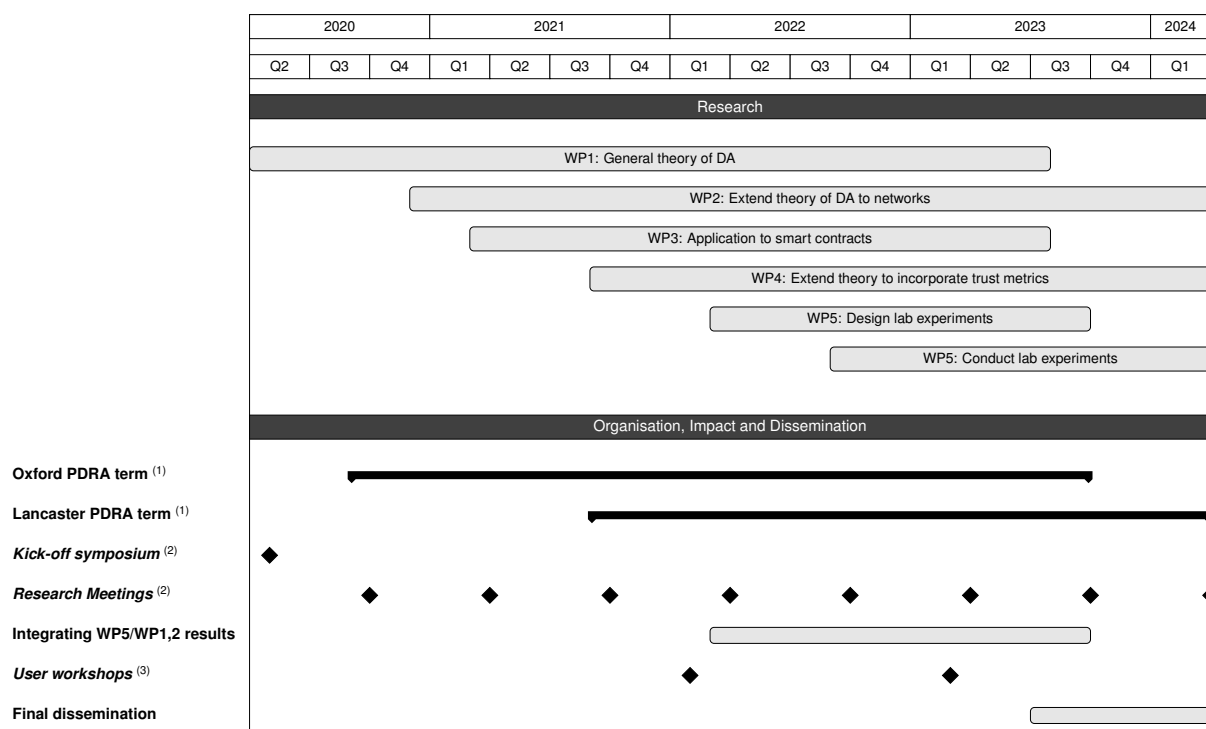 2020 2021 2022 2023 2024
Q2 Q3 Q4 Q1 Q2 Q3 Q4 Q1 Q2 Q3 Q4 Q1 Q2 Q3 Q4 Q1
Research
WP1: General theory of DA
WP2: Extend theory of DA to networks
WP3: Application to smart contracts
WP4: Extend theory to incorporate trust metrics
WP5: Design lab experiments
WP5: Conduct lab experiments
Organisation, Impact and Dissemination
Oxford PDRA term (1)
Lancaster PDRA term (1)
Kick-off symposium (2)
Research Meetings (2)
Integrating WP5/WP1,2 results
User workshops (3)
Final dissemination